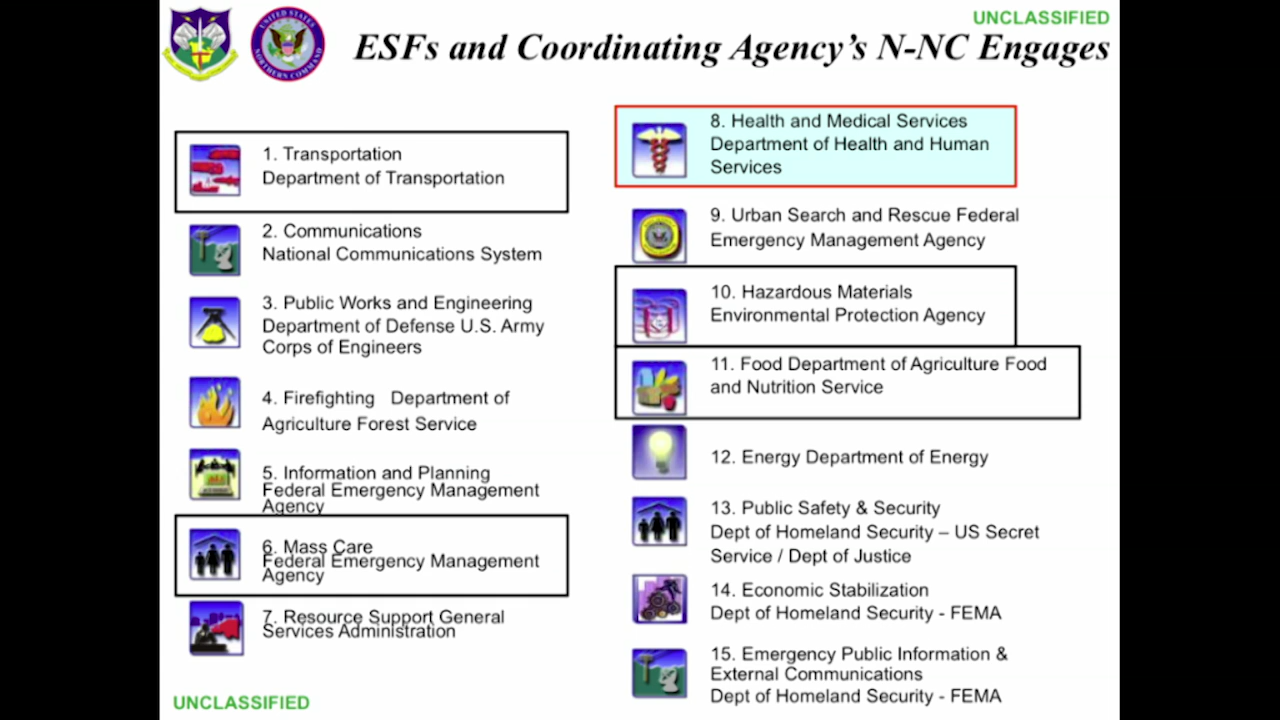 UNCLASSIFIED
UNITED STATES
NORTHERN COMMAND
ESFs and Coordinating Agency’s N-NC Engages
1. Transportation
Department of Transportation
2. Communications
National Communications System
3. Public Works and Engineering
Department of Defense U.S. Army
Corps of Engineers
4. Firefighting Department of
Agriculture Forest Service
5. Information and Planning
Federal Emergency Management
Agency
6. Mass Care
Federal Emergency Management
Agency
7. Resource Support General
Services Administration
8. Health and Medical Services
Department of Health and Human
Services
9. Urban Search and Rescue Federal
Emergency Management Agency
10. Hazardous Materials
Environmental Protection Agency
11. Food Department of Agriculture Food
and Nutrition Service
12. Energy Department of Energy
13. Public Safety & Security
Dept of Homeland Security – US Secret
Service / Dept of Justice
14. Economic Stabilization
Dept of Homeland Security - FEMA
15. Emergency Public Information &
External Communications
Dept of Homeland Security - FEMA
UNCLASSIFIED